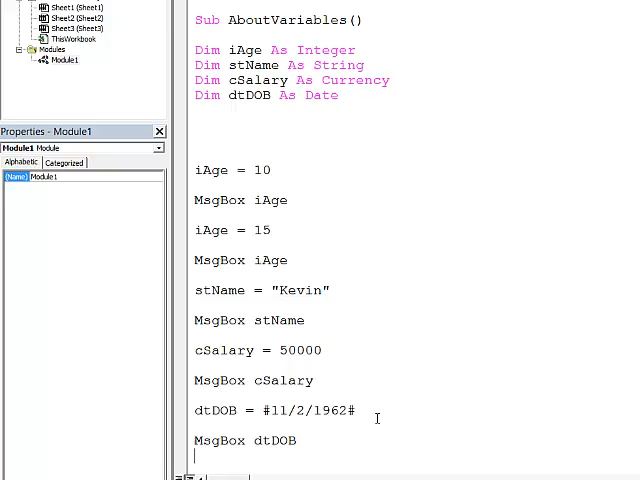 Sheet1 (Sheet1)
Sheet2 (Sheet2)
Sheet3 (Sheet3)
ThisWorkbook
Modules
Module1
Properties - Module1
Module1 Module
Alphabetic Categorized
(Name) Module1
Sub AboutVariables()
Dim iAge As Integer
Dim stName As String
Dim cSalary As Currency
Dim dtDOB As Date
iAge = 10
MsgBox iAge
iAge = 15
MsgBox iAge
stName = "Kevin"
MsgBox stName
cSalary = 50000
MsgBox cSalary
dtDOB = #11/2/1962#
MsgBox dtDOB